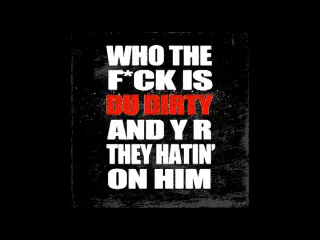 WHO THE
F*CK IS
DU DIRTY
AND Y R
THEY HATIN'
ON HIM